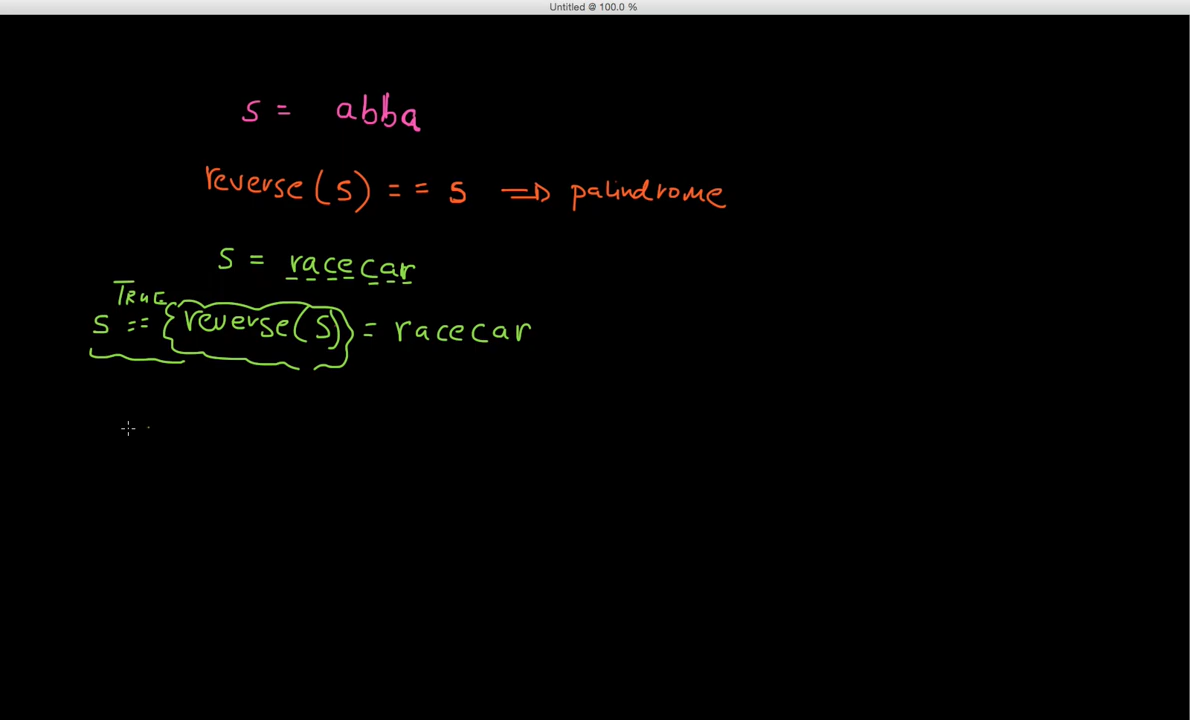 Untitled @ 100.0 %
s = abba
reverse(s) == s ⇒ palindrome
s = racecar
TRUE
s == {reverse(s)} = racecar